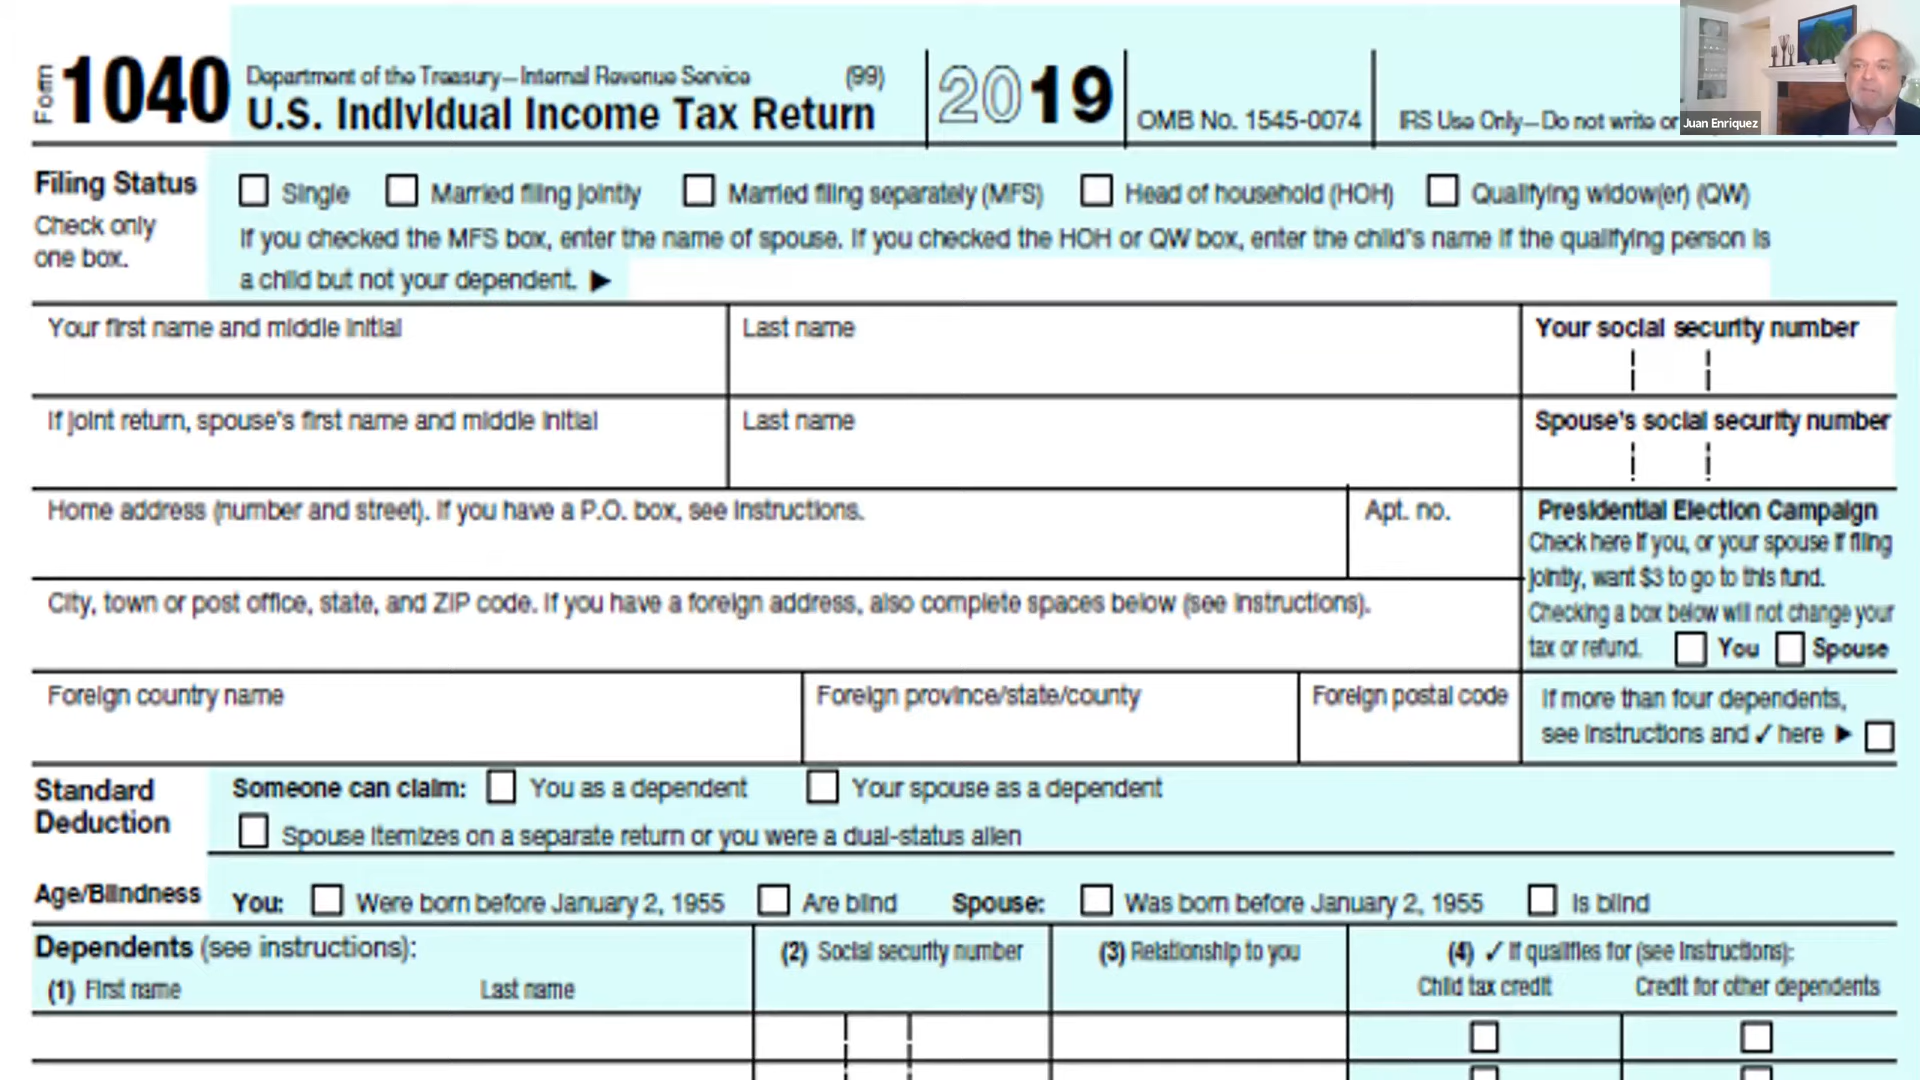 Form 1040 Department of the Treasury—Internal Revenue Service (99)
U.S. Individual Income Tax Return 2019 OMB No. 1545-0074 IRS Use Only—Do not write or
Juan Enriquez
Filing Status
Check only
one box.
Single Married filing jointly Married filing separately (MFS) Head of household (HOH) Qualifying widow(er) (QW)
If you checked the MFS box, enter the name of spouse. If you checked the HOH or QW box, enter the child's name if the qualifying person is
a child but not your dependent. ▶
Your first name and middle initial Last name Your social security number
If joint return, spouse's first name and middle initial Last name Spouse's social security number
Home address (number and street). If you have a P.O. box, see instructions. Apt. no.
Presidential Election Campaign
Check here if you, or your spouse if filing
jointly, want $3 to go to this fund.
Checking a box below will not change your
tax or refund. You Spouse
City, town or post office, state, and ZIP code. If you have a foreign address, also complete spaces below (see instructions).
Foreign country name Foreign province/state/county Foreign postal code
If more than four dependents,
see instructions and ✓ here ▶
Standard
Deduction
Someone can claim: You as a dependent Your spouse as a dependent
Spouse itemizes on a separate return or you were a dual-status alien
Age/Blindness You: Were born before January 2, 1955 Are blind Spouse: Was born before January 2, 1955 Is blind
Dependents (see instructions): (2) Social security number (3) Relationship to you (4) ✓ if qualifies for (see instructions):
(1) First name Last name Child tax credit Credit for other dependents